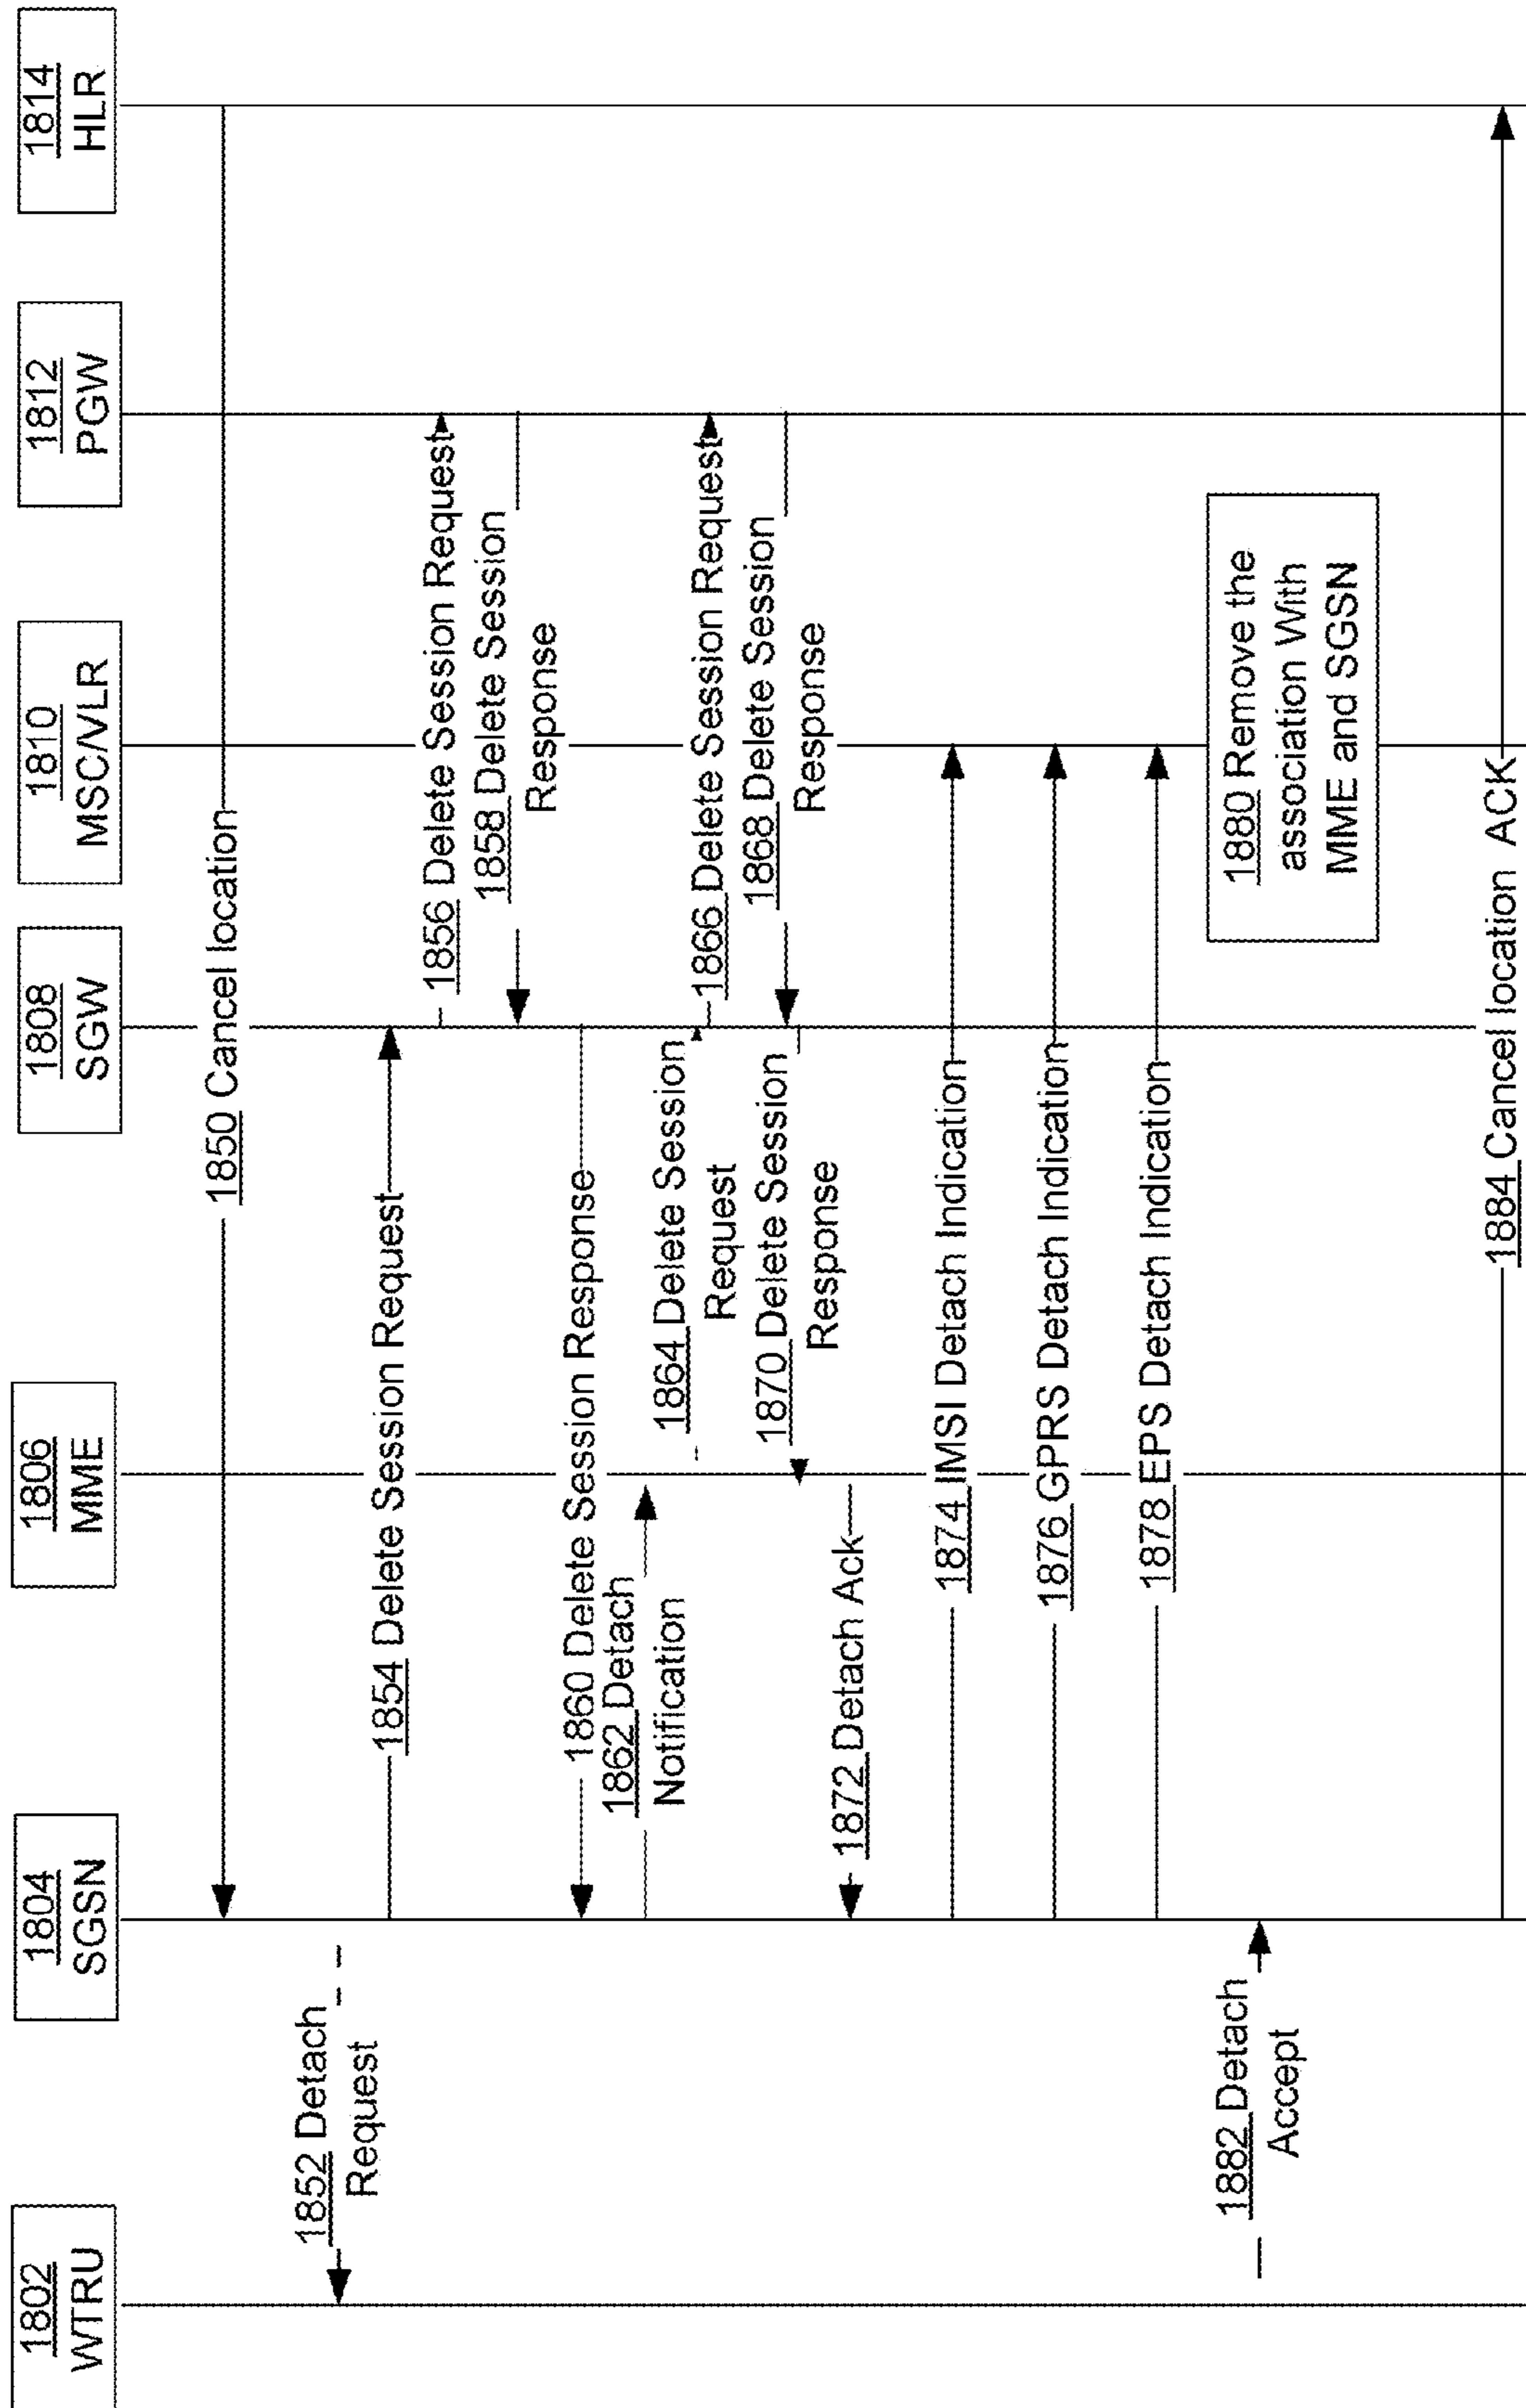 1802
WTRU
1804
SGSN
1806
MME
1808
SGW
1810
MSC/VLR
1812
PGW
1814
HLR
1850 Cancel location
1852 Detach
Request
1854 Delete Session Request
1856 Delete Session Request
1858 Delete Session
Response
1860 Delete Session Response
1862 Detach
Notification
1864 Delete Session
Request
1866 Delete Session Request
1868 Delete Session
Response
1870 Delete Session
Response
1872 Detach Ack
1874 IMSI Detach Indication
1876 GPRS Detach Indication
1878 EPS Detach Indication
1880 Remove the
association With
MME and SGSN
1882 Detach
Accept
1884 Cancel location ACK